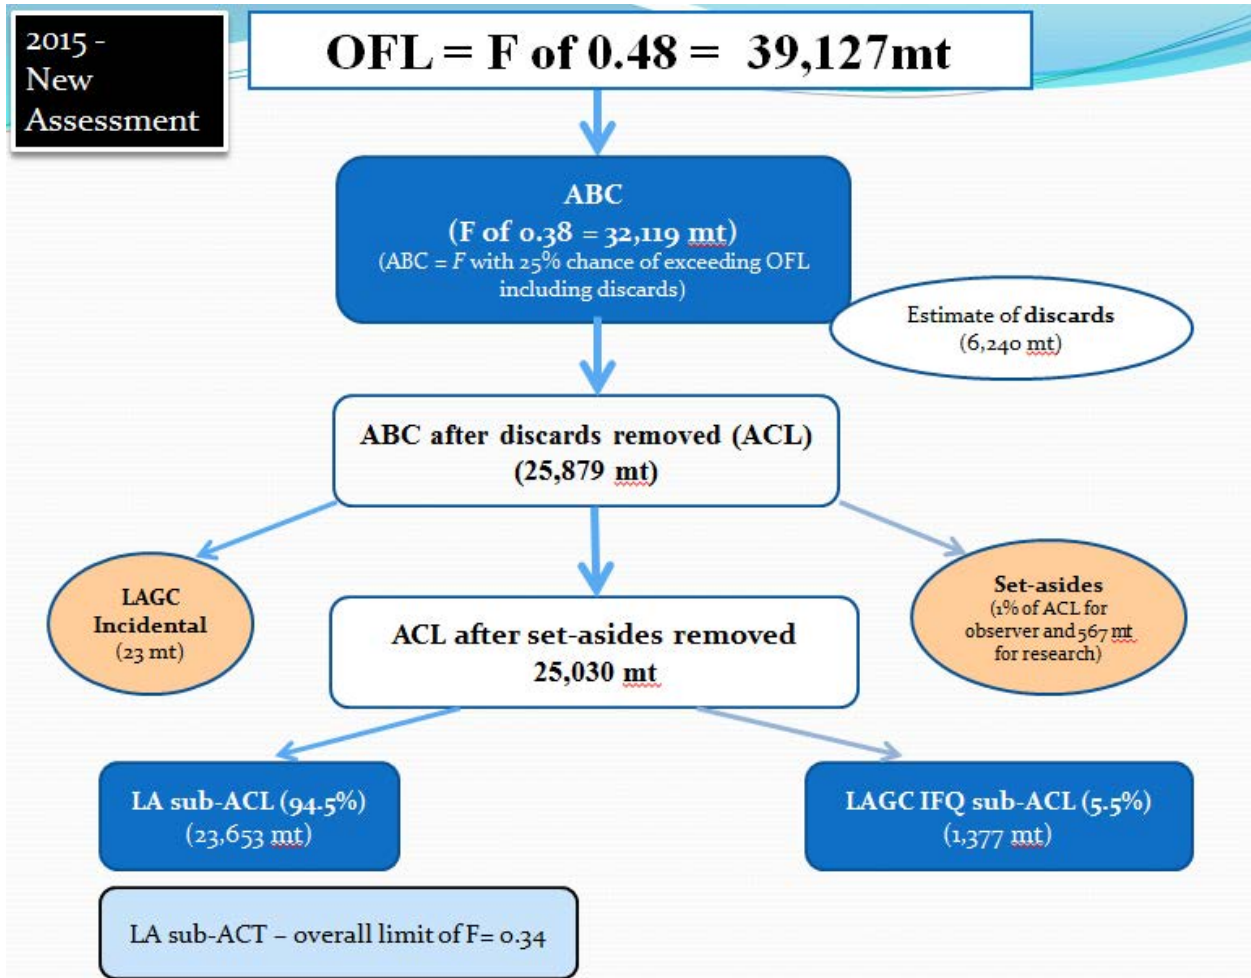 2015 -
New
Assessment
OFL = F of 0.48 = 39,127mt
ABC
(F of 0.38 = 32,119 mt)
(ABC = F with 25% chance of exceeding OFL
including discards)
Estimate of discards
(6,240 mt)
ABC after discards removed (ACL)
(25,879 mt)
LAGC
Incidental
(23 mt)
Set-asides
(1% of ACL for
observer and 567 mt
for research)
ACL after set-asides removed
25,030 mt
LA sub-ACL (94.5%)
(23,653 mt)
LAGC IFQ sub-ACL (5.5%)
(1,377 mt)
LA sub-ACT – overall limit of F= 0.34